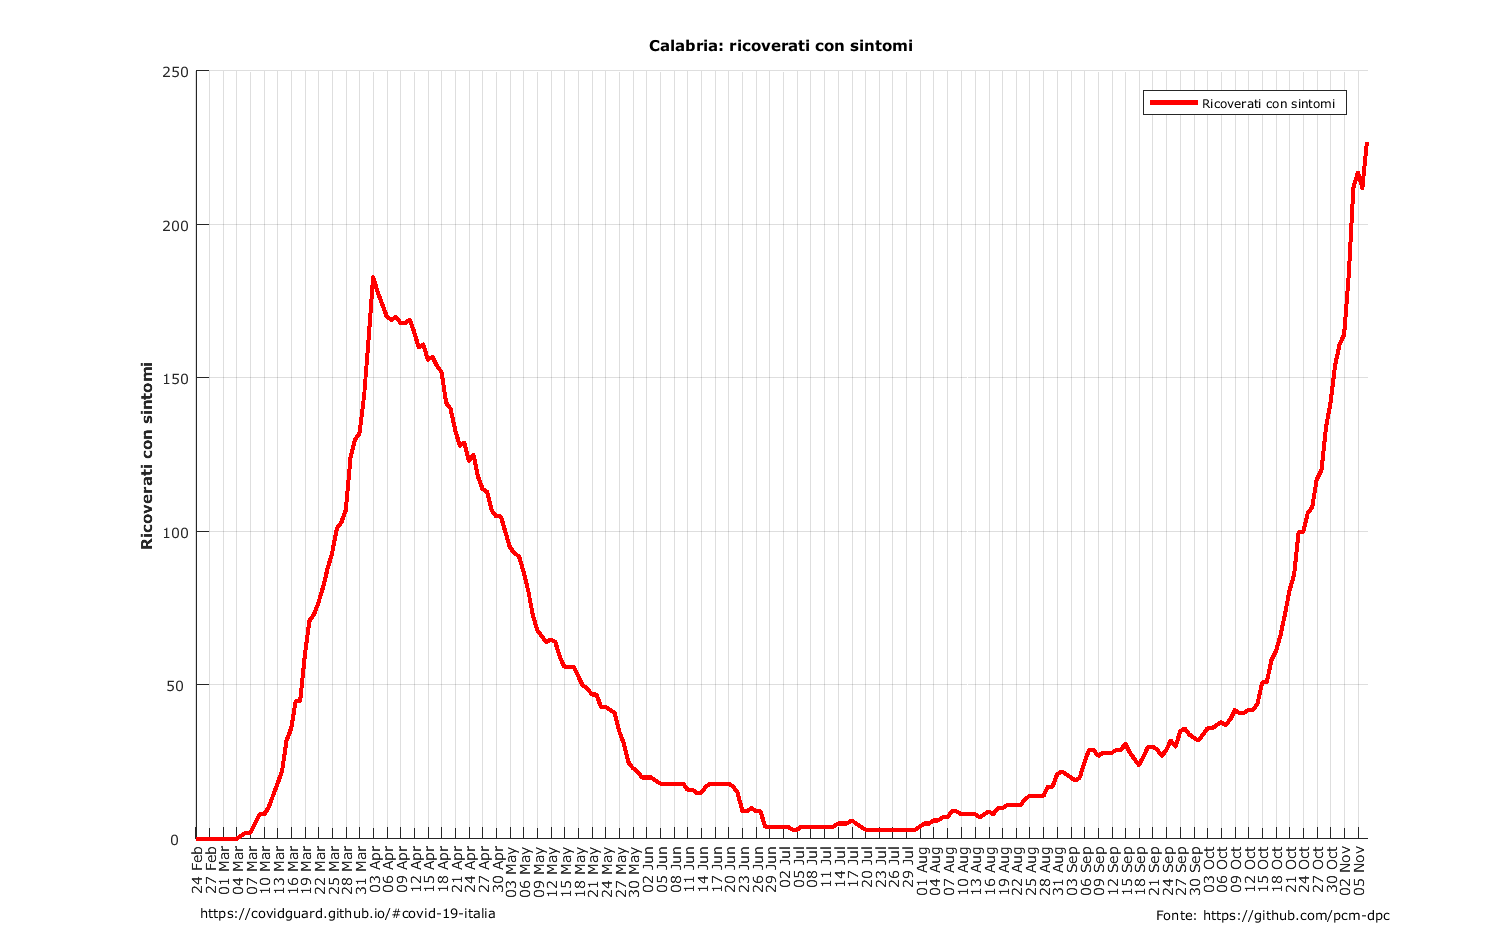 Calabria: ricoverati con sintomi
Ricoverati con sintomi
250
200
150
100
50
0
Ricoverati con sintomi
24 Feb
27 Feb
01 Mar
04 Mar
07 Mar
10 Mar
13 Mar
16 Mar
19 Mar
22 Mar
25 Mar
28 Mar
31 Mar
03 Apr
06 Apr
09 Apr
12 Apr
15 Apr
18 Apr
21 Apr
24 Apr
27 Apr
30 Apr
03 May
06 May
09 May
12 May
15 May
18 May
21 May
24 May
27 May
30 May
02 Jun
05 Jun
08 Jun
11 Jun
14 Jun
17 Jun
20 Jun
23 Jun
26 Jun
29 Jun
02 Jul
05 Jul
08 Jul
11 Jul
14 Jul
17 Jul
20 Jul
23 Jul
26 Jul
29 Jul
01 Aug
04 Aug
07 Aug
10 Aug
13 Aug
16 Aug
19 Aug
22 Aug
25 Aug
28 Aug
31 Aug
03 Sep
06 Sep
09 Sep
12 Sep
15 Sep
18 Sep
21 Sep
24 Sep
27 Sep
30 Sep
03 Oct
06 Oct
09 Oct
12 Oct
15 Oct
18 Oct
21 Oct
24 Oct
27 Oct
30 Oct
02 Nov
05 Nov
https://covidguard.github.io/#covid-19-italia
Fonte: https://github.com/pcm-dpc